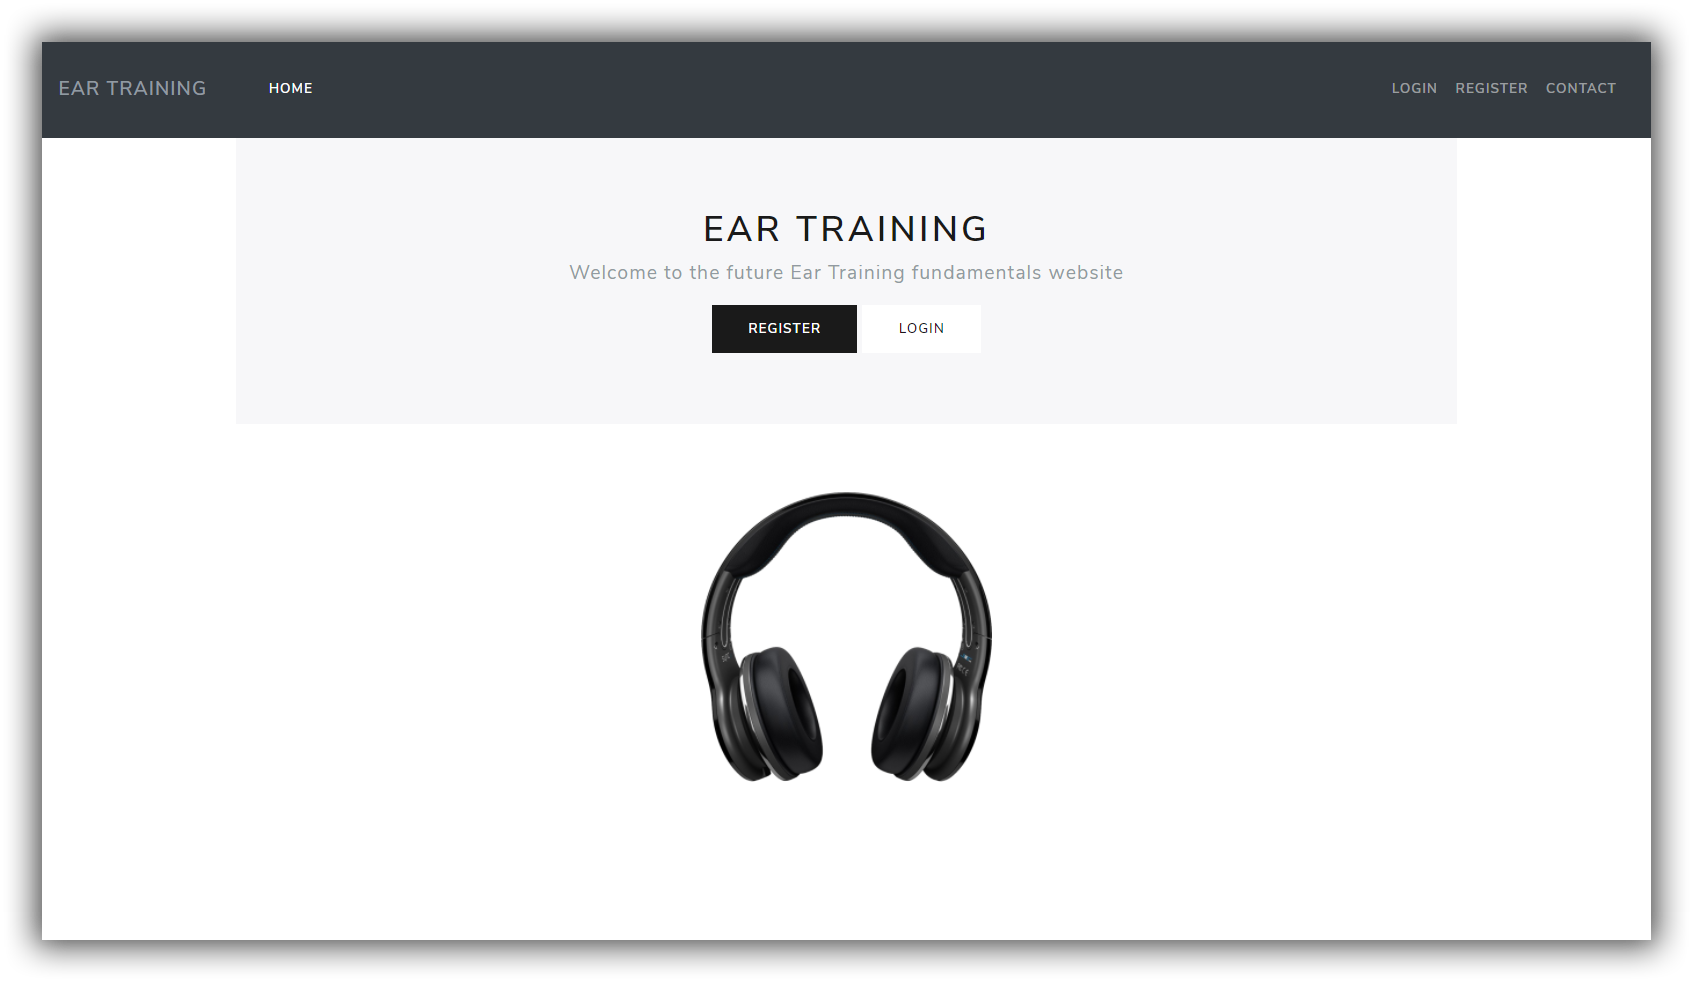 EAR TRAINING HOME LOGIN REGISTER CONTACT
EAR TRAINING
Welcome to the future Ear Training fundamentals website
REGISTER LOGIN